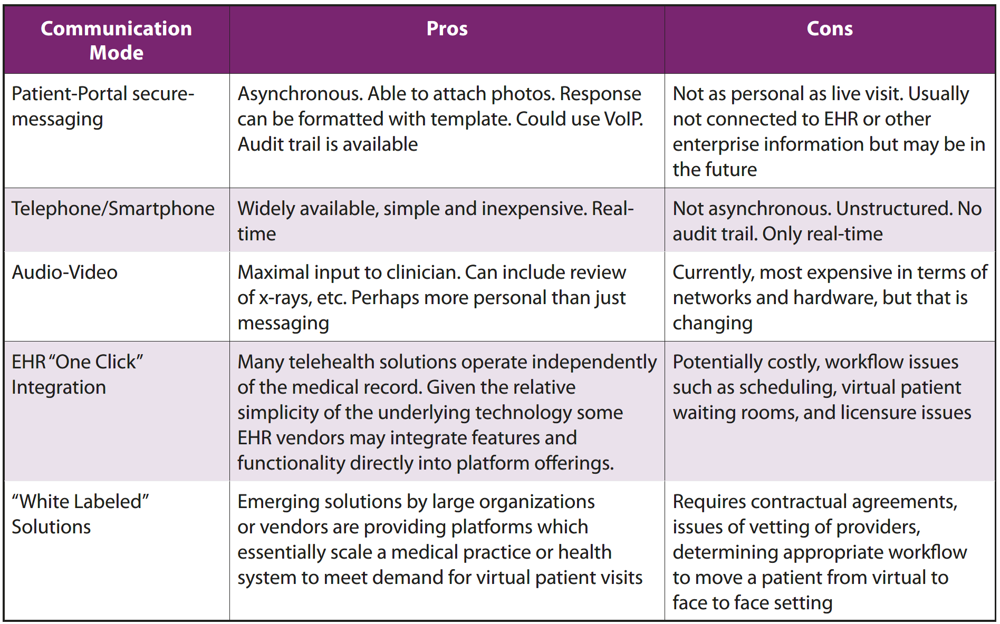 Communication
Mode
Pros
Cons
Patient-Portal secure-
messaging
Asynchronous. Able to attach photos. Response
can be formatted with template. Could use VoIP.
Audit trail is available
Not as personal as live visit. Usually
not connected to EHR or other
enterprise information but may be in
the future
Telephone/Smartphone
Widely available, simple and inexpensive. Real-
time
Not asynchronous. Unstructured. No
audit trail. Only real-time
Audio-Video
Maximal input to clinician. Can include review
of x-rays, etc. Perhaps more personal than just
messaging
Currently, most expensive in terms of
networks and hardware, but that is
changing
EHR “One Click”
Integration
Many telehealth solutions operate independently
of the medical record. Given the relative
simplicity of the underlying technology some
EHR vendors may integrate features and
functionality directly into platform offerings.
Potentially costly, workflow issues
such as scheduling, virtual patient
waiting rooms, and licensure issues
“White Labeled”
Solutions
Emerging solutions by large organizations
or vendors are providing platforms which
essentially scale a medical practice or health
system to meet demand for virtual patient visits
Requires contractual agreements,
issues of vetting of providers,
determining appropriate workflow
to move a patient from virtual to
face to face setting